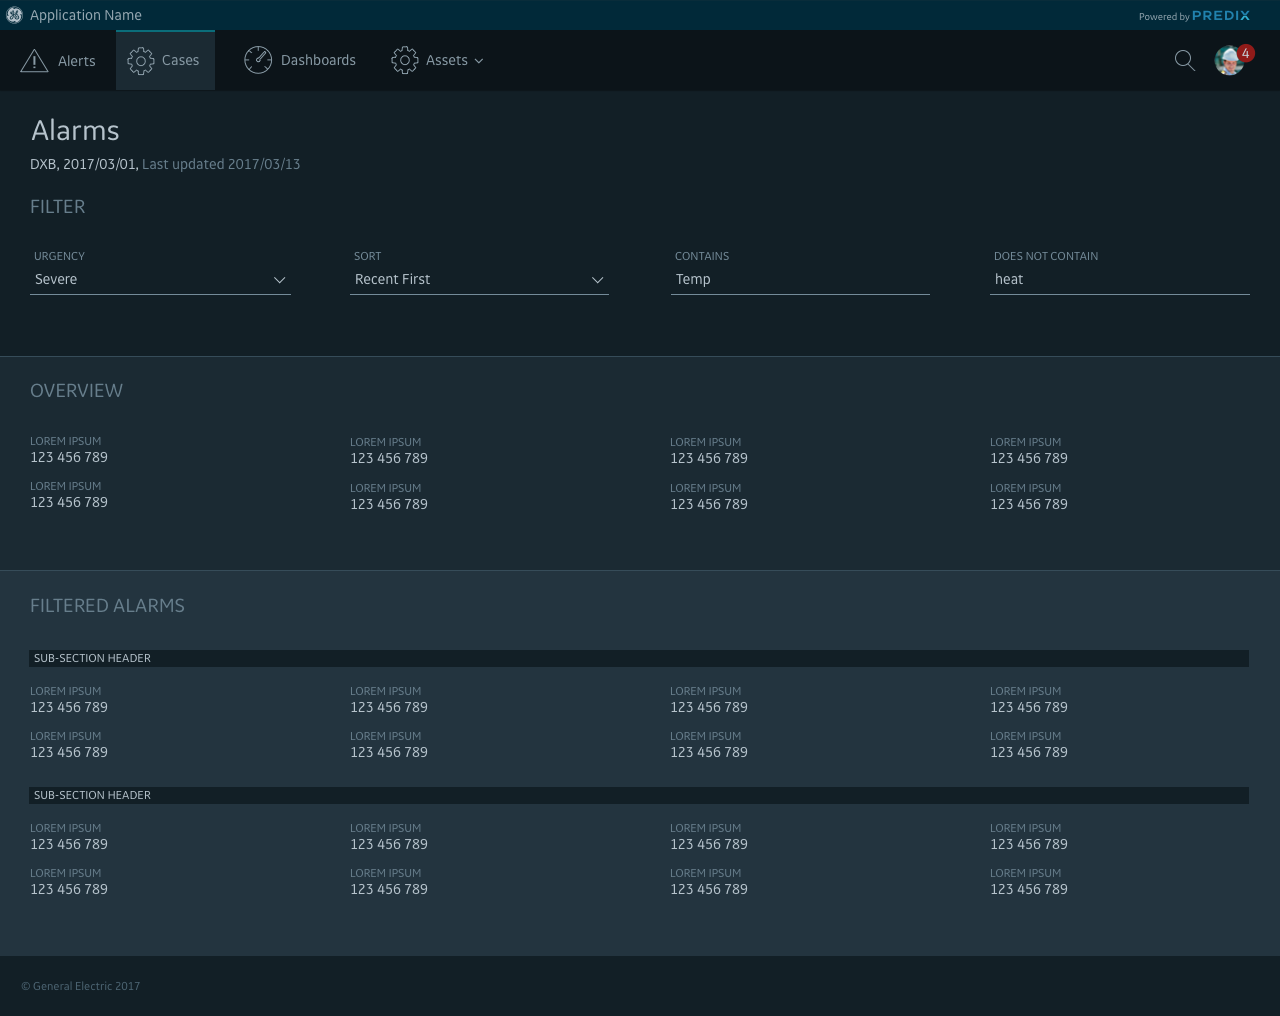 Application Name
Powered by PREDIX
Alerts Cases Dashboards Assets 4
Alarms
DXB, 2017/03/01, Last updated 2017/03/13
FILTER
URGENCY SORT CONTAINS DOES NOT CONTAIN
Severe Recent First Temp heat
OVERVIEW
LOREM IPSUM LOREM IPSUM LOREM IPSUM LOREM IPSUM
123 456 789 123 456 789 123 456 789 123 456 789
LOREM IPSUM LOREM IPSUM LOREM IPSUM LOREM IPSUM
123 456 789 123 456 789 123 456 789 123 456 789
FILTERED ALARMS
SUB-SECTION HEADER
LOREM IPSUM LOREM IPSUM LOREM IPSUM LOREM IPSUM
123 456 789 123 456 789 123 456 789 123 456 789
LOREM IPSUM LOREM IPSUM LOREM IPSUM LOREM IPSUM
123 456 789 123 456 789 123 456 789 123 456 789
SUB-SECTION HEADER
LOREM IPSUM LOREM IPSUM LOREM IPSUM LOREM IPSUM
123 456 789 123 456 789 123 456 789 123 456 789
LOREM IPSUM LOREM IPSUM LOREM IPSUM LOREM IPSUM
123 456 789 123 456 789 123 456 789 123 456 789
© General Electric 2017